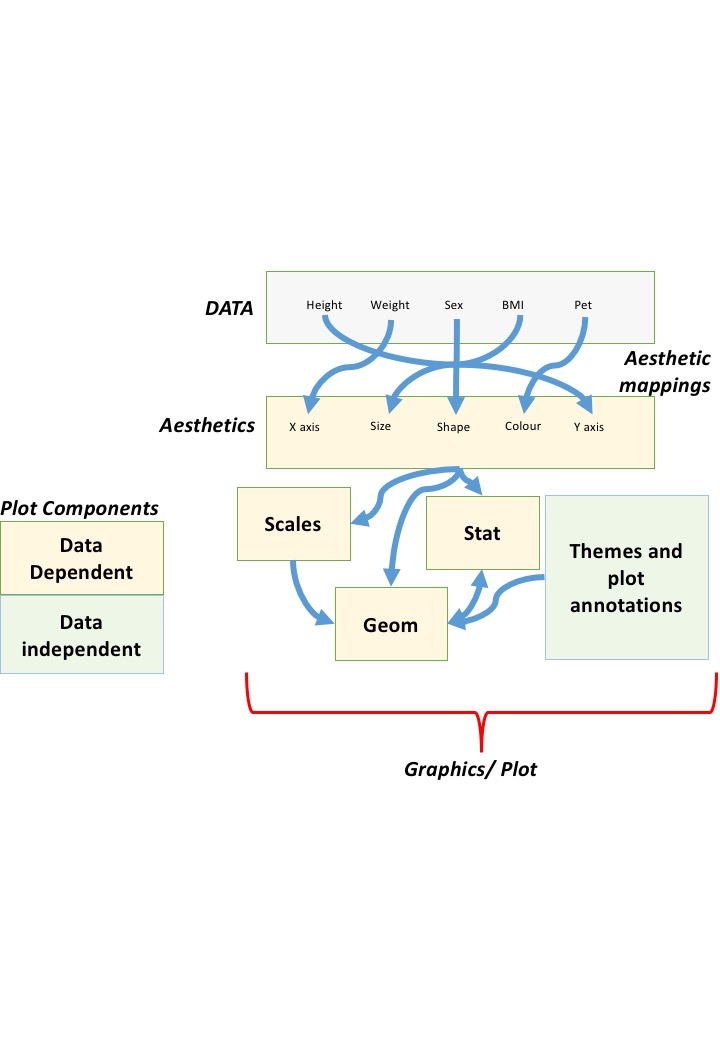 DATA
Height Weight Sex BMI Pet
Aesthetic
mappings
Aesthetics
X axis Size Shape Colour Y axis
Plot Components
Data
Dependent
Data
independent
Scales
Stat
Geom
Themes and
plot
annotations
Graphics/ Plot